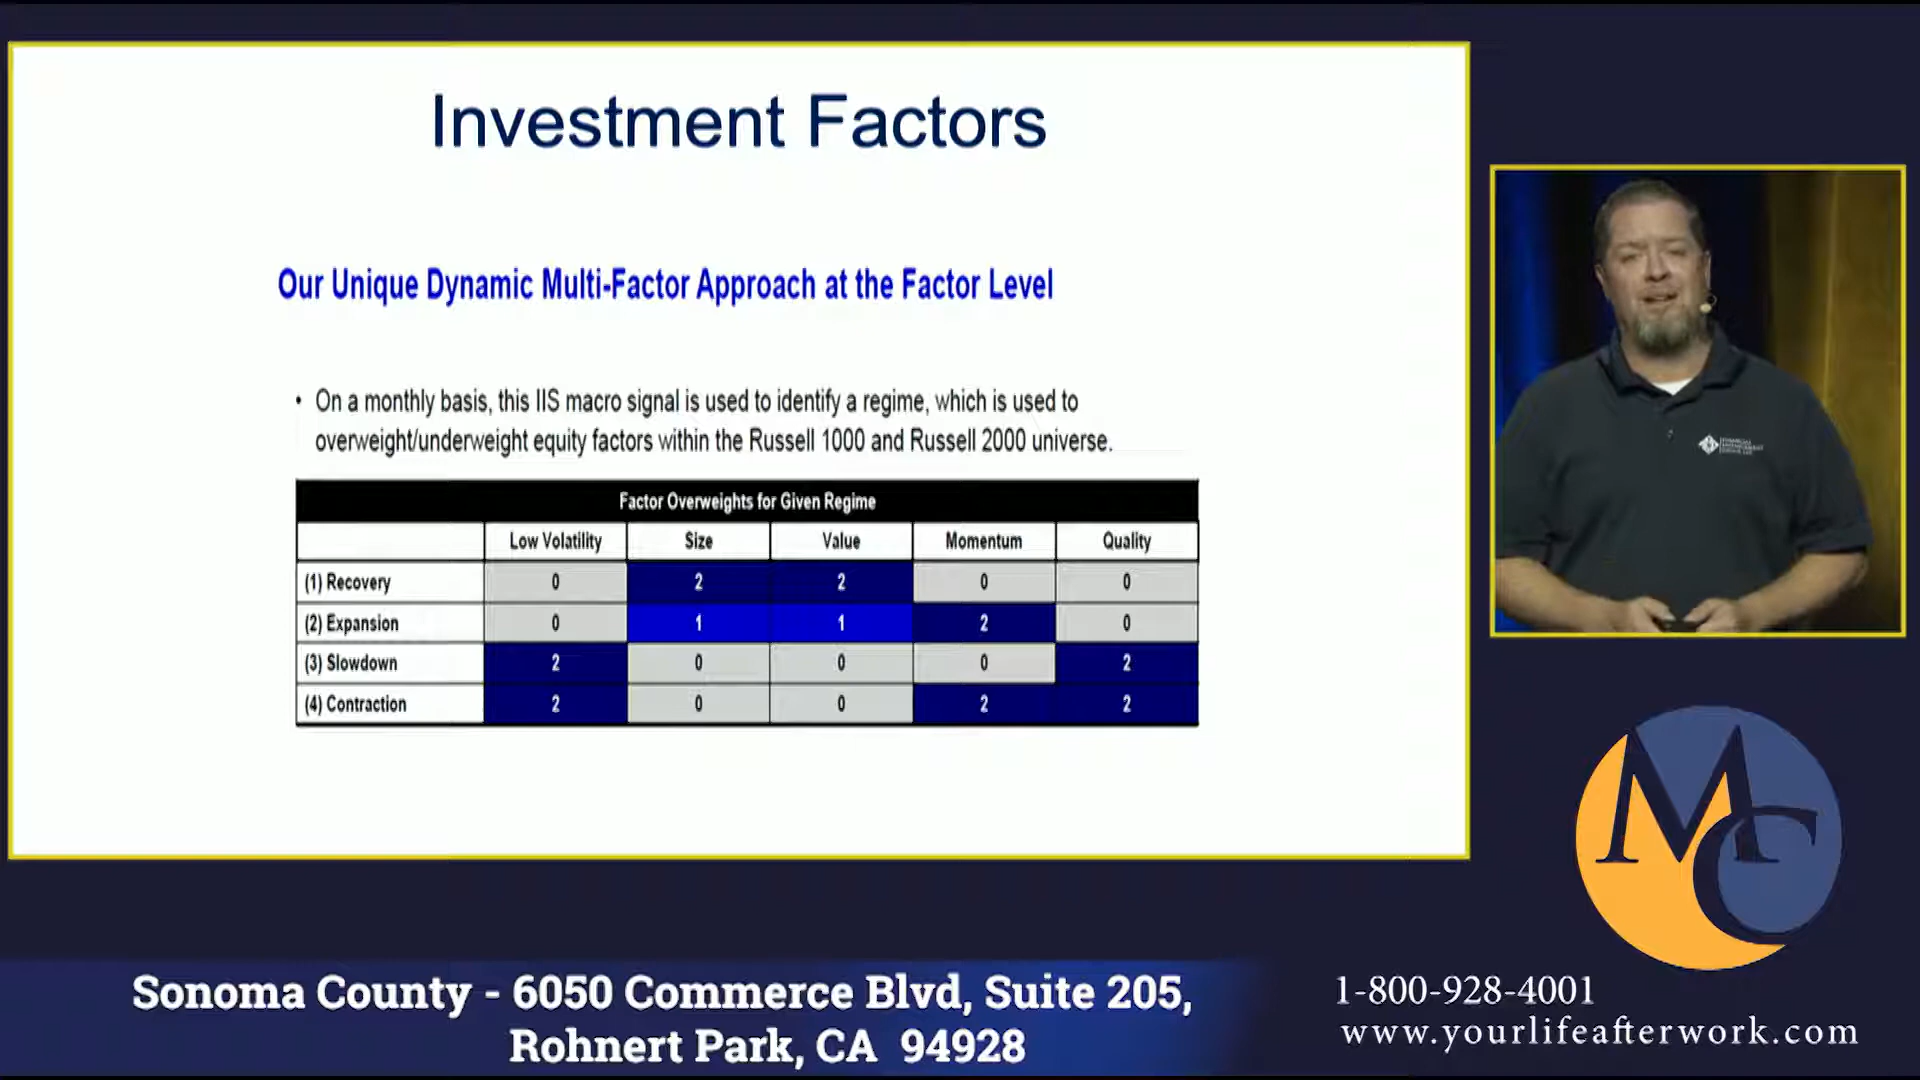 Investment Factors
Our Unique Dynamic Multi-Factor Approach at the Factor Level
• On a monthly basis, this IIS macro signal is used to identify a regime, which is used to
overweight/underweight equity factors within the Russell 1000 and Russell 2000 universe.
Factor Overweights for Given Regime
Low Volatility Size Value Momentum Quality
(1) Recovery 0 2 2 0 0
(2) Expansion 0 1 1 2 0
(3) Slowdown 2 0 0 0 2
(4) Contraction 2 0 0 2 2
MC
Sonoma County - 6050 Commerce Blvd, Suite 205,
Rohnert Park, CA 94928
1-800-928-4001
www.yourlifeafterwork.com